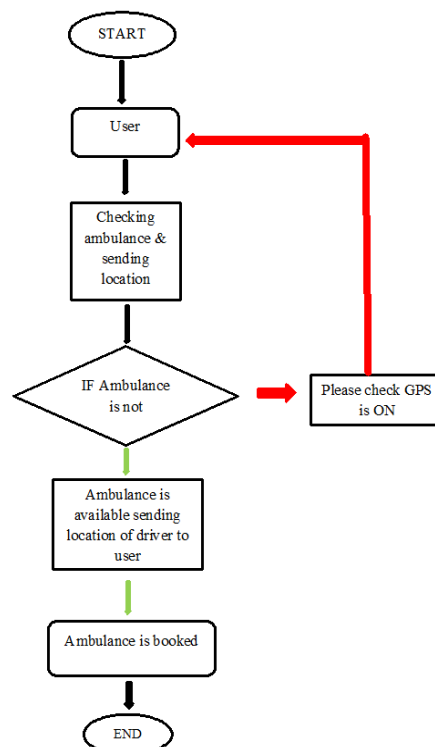 START
User
Checking
ambulance &
sending
location
IF Ambulance
is not
Please check GPS
is ON
Ambulance is
available sending
location of driver to
user
Ambulance is booked
END